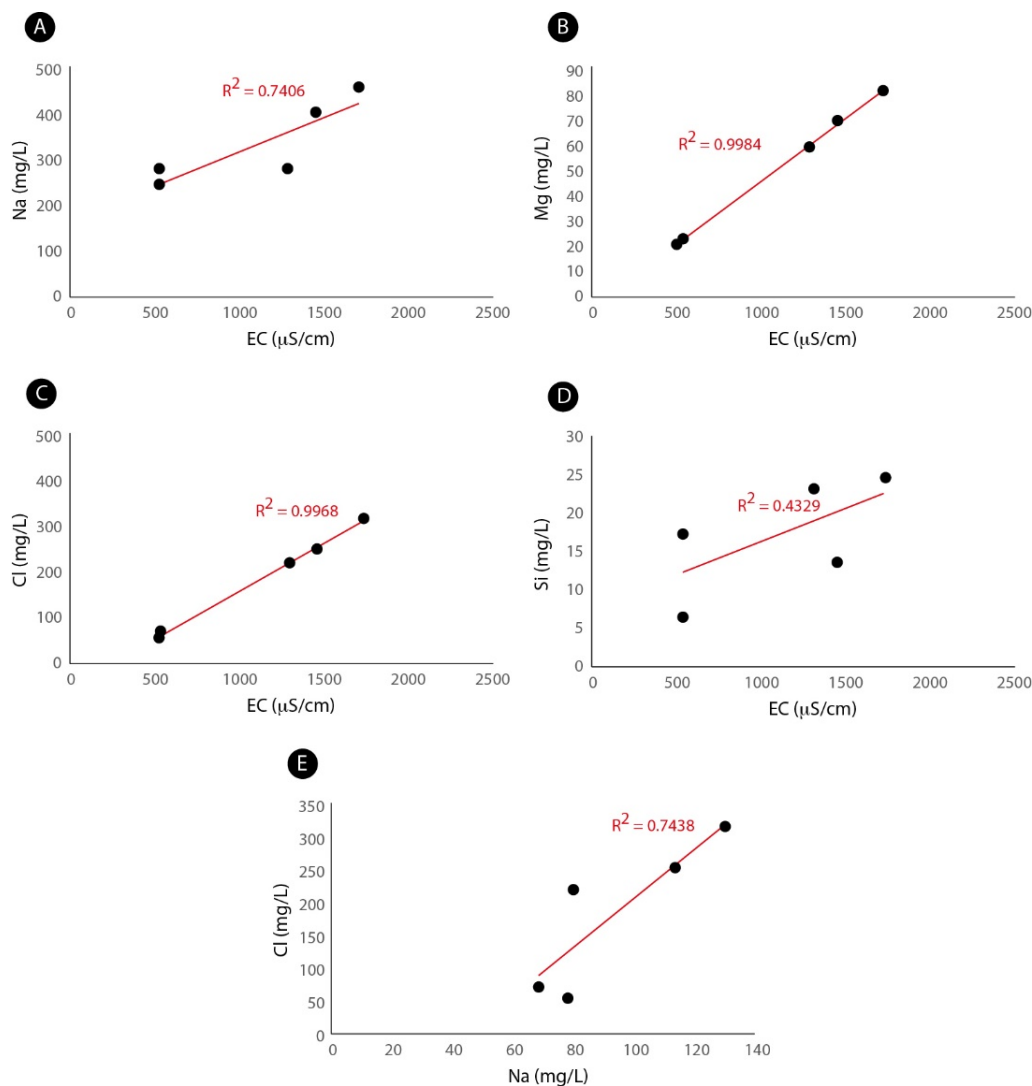 A
500
400
300
200
100
0
Na (mg/L)
R² = 0.7406
0 500 1000 1500 2000 2500
EC (μS/cm)
B
90
80
70
60
50
40
30
20
10
0
Mg (mg/L)
R² = 0.9984
0 500 1000 1500 2000 2500
EC (μS/cm)
C
500
400
300
200
100
0
Cl (mg/L)
R² = 0.9968
0 500 1000 1500 2000 2500
EC (μS/cm)
D
30
25
20
15
10
5
0
Si (mg/L)
R² = 0.4329
0 500 1000 1500 2000 2500
EC (μS/cm)
E
350
300
250
200
150
100
50
0
Cl (mg/L)
R² = 0.7438
0 20 40 60 80 100 120 140
Na (mg/L)